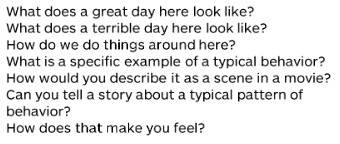 What does a great day here look like?
What does a terrible day here look like?
How do we do things around here?
What is a specific example of a typical behavior?
How would you describe it as a scene in a movie?
Can you tell a story about a typical pattern of
behavior?
How does that make you feel?